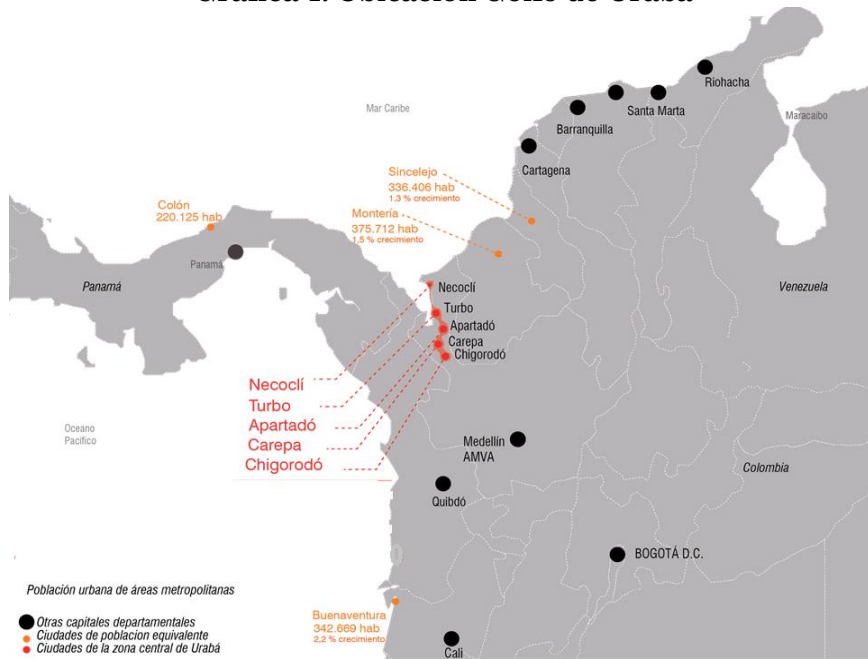 Gráfica 1. Ubicación Cono de Urabá
Riohacha
Mar Caribe
Santa Marta
Maracaibo
Barranquilla
Cartagena
Sincelejo
336.406 hab
1,3 % crecimiento
Colón
220.125 hab
Montería
375.712 hab
1,5 % crecimiento
Panamá
Panamá
Necoclí
Venezuela
Turbo
Apartadó
Carepa
Chigorodó
Necoclí
Turbo
Apartadó
Carepa
Chigorodó
Oceano
Pacifico
Medellín
AMVA
Colombia
Quibdó
BOGOTÁ D.C.
Población urbana de áreas metropolitanas
Otras capitales departamentales
Ciudades de poblacion equivalente
Ciudades de la zona central de Urabá
Buenaventura
342.669 hab
2,2 % crecimiento
Cali